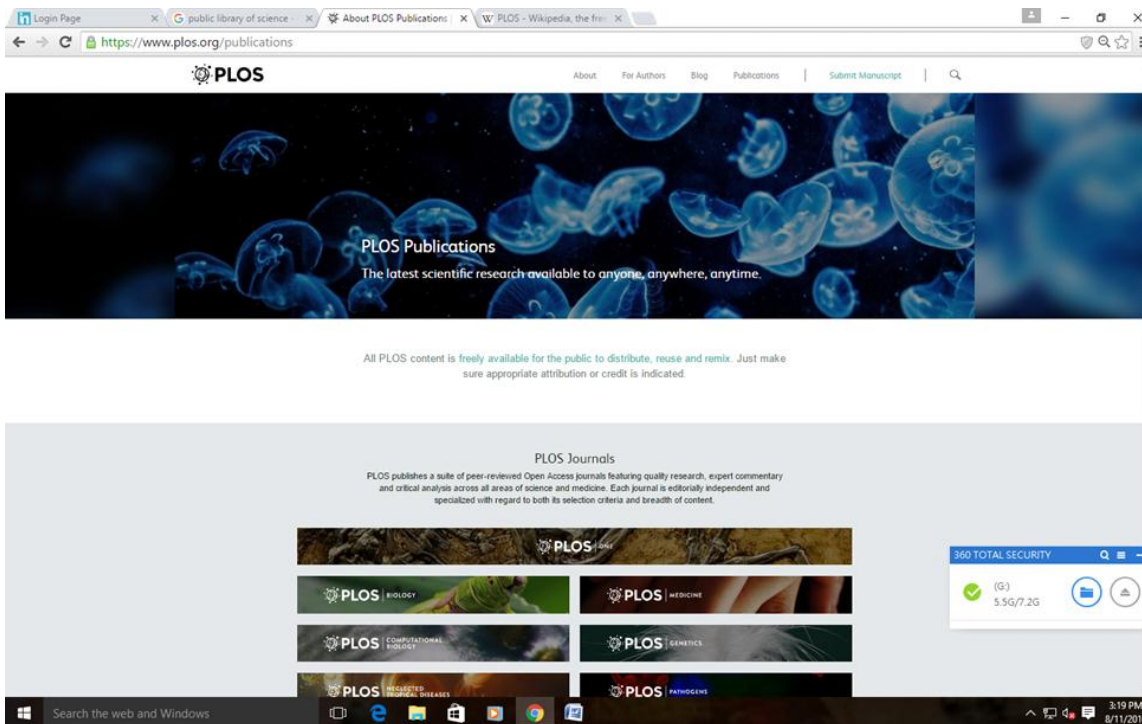 Login Page
public library of science -
About PLOS Publications
PLOS - Wikipedia, the free
https://www.plos.org/publications
PLOS
About For Authors Blog Publications | Submit Manuscript |
PLOS Publications
The latest scientific research available to anyone, anywhere, anytime.
All PLOS content is freely available for the public to distribute, reuse and remix. Just make
sure appropriate attribution or credit is indicated.
PLOS Journals
PLOS publishes a suite of peer-reviewed Open Access journals featuring quality research, expert commentary
and critical analysis across all areas of science and medicine. Each journal is editorially independent and
specialized with regard to both its selection criteria and breadth of content.
PLOS | ONE
PLOS | BIOLOGY
PLOS | MEDICINE
PLOS | COMPUTATIONAL BIOLOGY
PLOS | GENETICS
PLOS | NEGLECTED TROPICAL DISEASES
PLOS | PATHOGENS
360 TOTAL SECURITY
(G:)
5.5G/7.2G
Search the web and Windows
3:19 PM
8/11/201